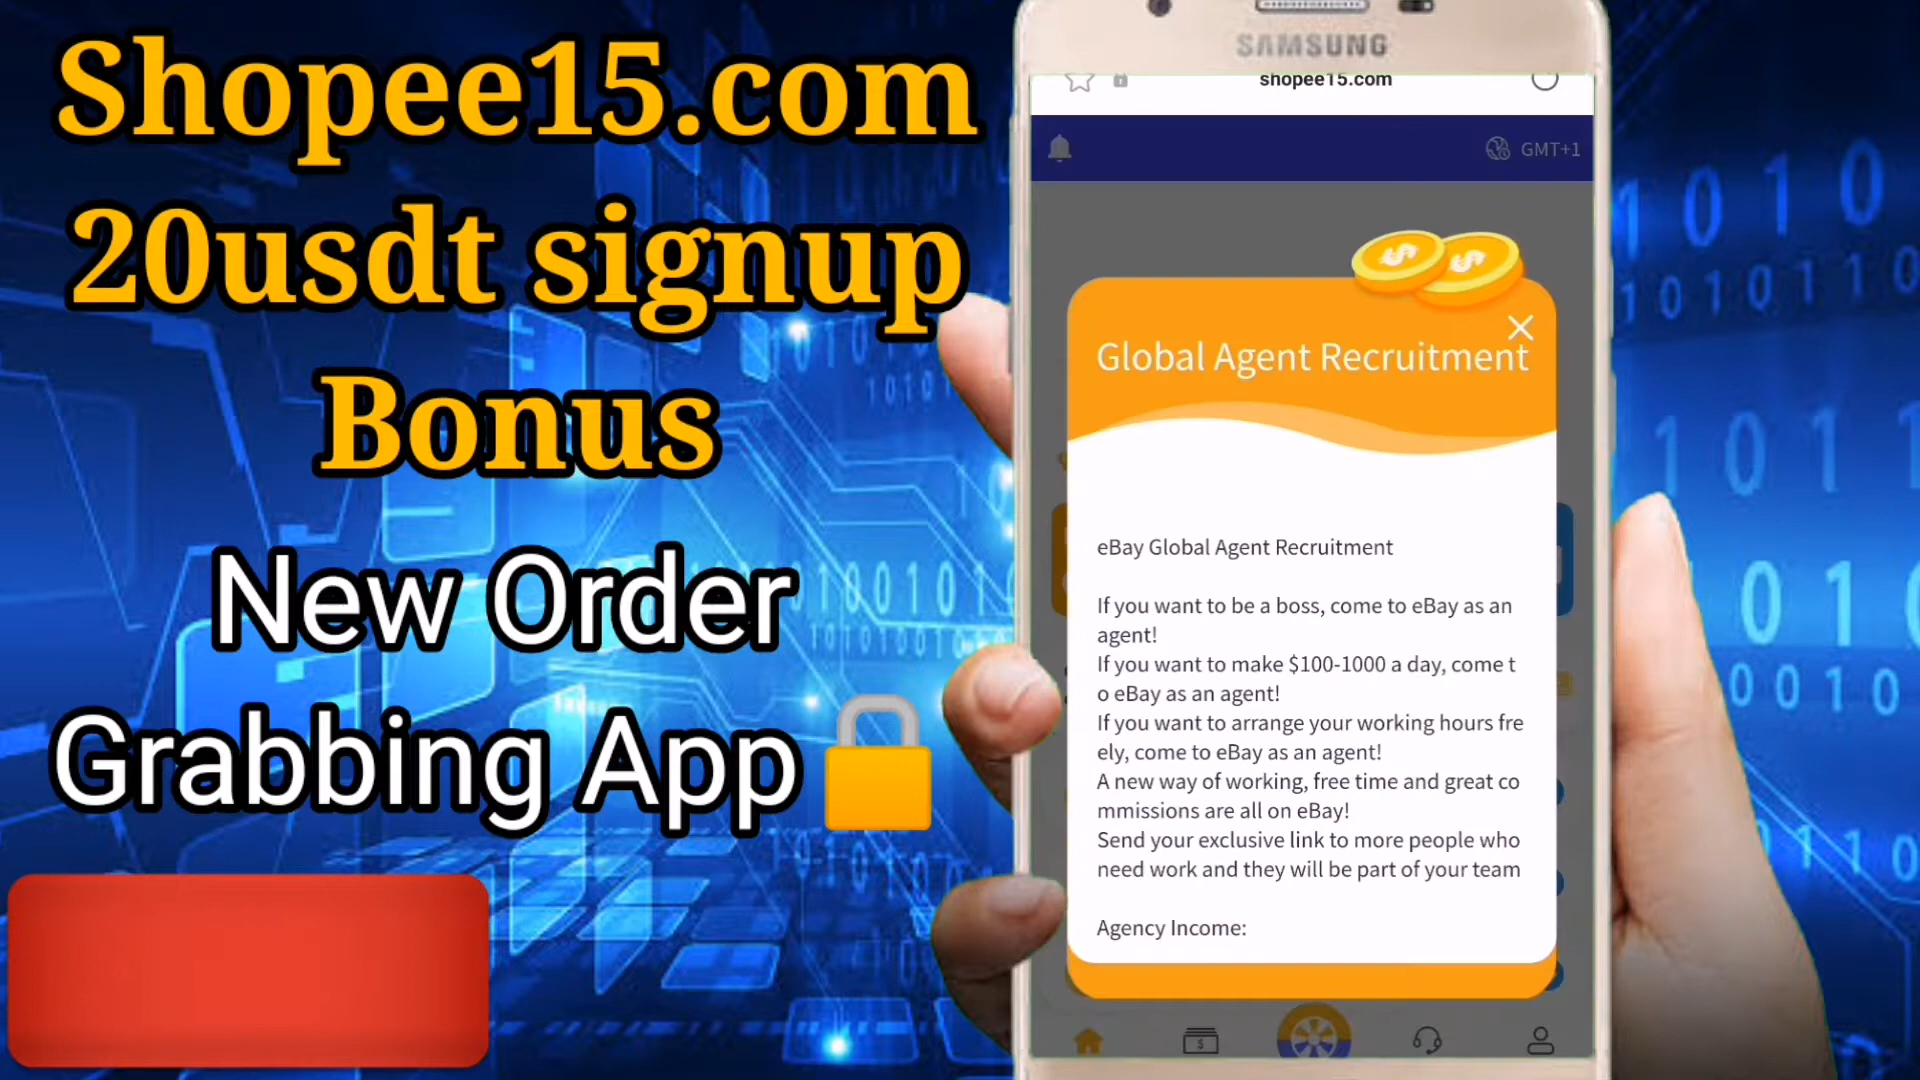 Shopee15.com
20usdt signup
Bonus
New Order
Grabbing App
SAMSUNG
shopee15.com
GMT+1
Global Agent Recruitment
eBay Global Agent Recruitment
If you want to be a boss, come to eBay as an
agent!
If you want to make $100-1000 a day, come t
o eBay as an agent!
If you want to arrange your working hours fre
ely, come to eBay as an agent!
A new way of working, free time and great co
mmissions are all on eBay!
Send your exclusive link to more people who
need work and they will be part of your team
Agency Income: